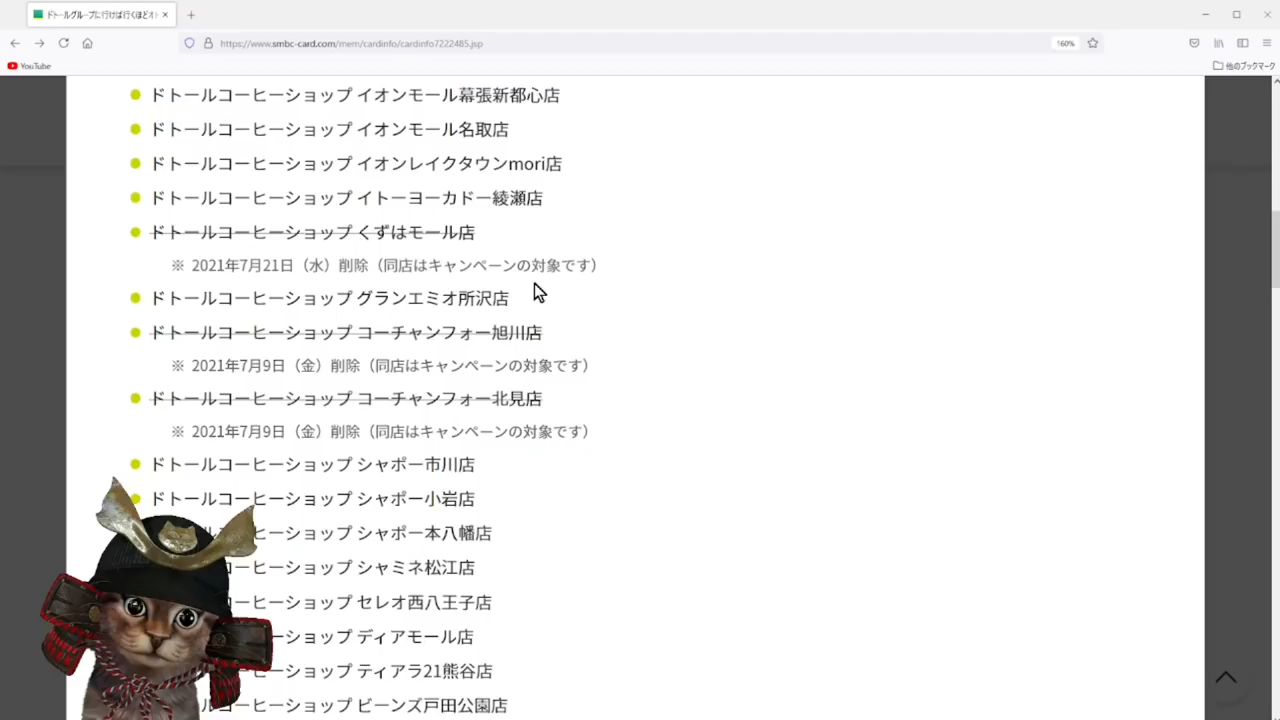 ドトールグループに行けば行くほどオト
https://www.smbc-card.com/mem/cardinfo/cardinfo7222485.jsp
160%
YouTube
他のブックマーク
ドトールコーヒーショップ イオンモール幕張新都心店
ドトールコーヒーショップ イオンモール名取店
ドトールコーヒーショップ イオンレイクタウンmori店
ドトールコーヒーショップ イトーヨーカドー綾瀬店
ドトールコーヒーショップ くずはモール店
※ 2021年7月21日（水）削除（同店はキャンペーンの対象です）
ドトールコーヒーショップ グランエミオ所沢店
ドトールコーヒーショップ コーチャンフォー旭川店
※ 2021年7月9日（金）削除（同店はキャンペーンの対象です）
ドトールコーヒーショップ コーチャンフォー北見店
※ 2021年7月9日（金）削除（同店はキャンペーンの対象です）
ドトールコーヒーショップ シャポー市川店
ドトールコーヒーショップ シャポー小岩店
ルコーヒーショップ シャポー本八幡店
ーヒーショップ シャミネ松江店
ーヒーショップ セレオ西八王子店
ーショップ ディアモール店
ショップ ティアラ21熊谷店
ルコーヒーショップ ビーンズ戸田公園店